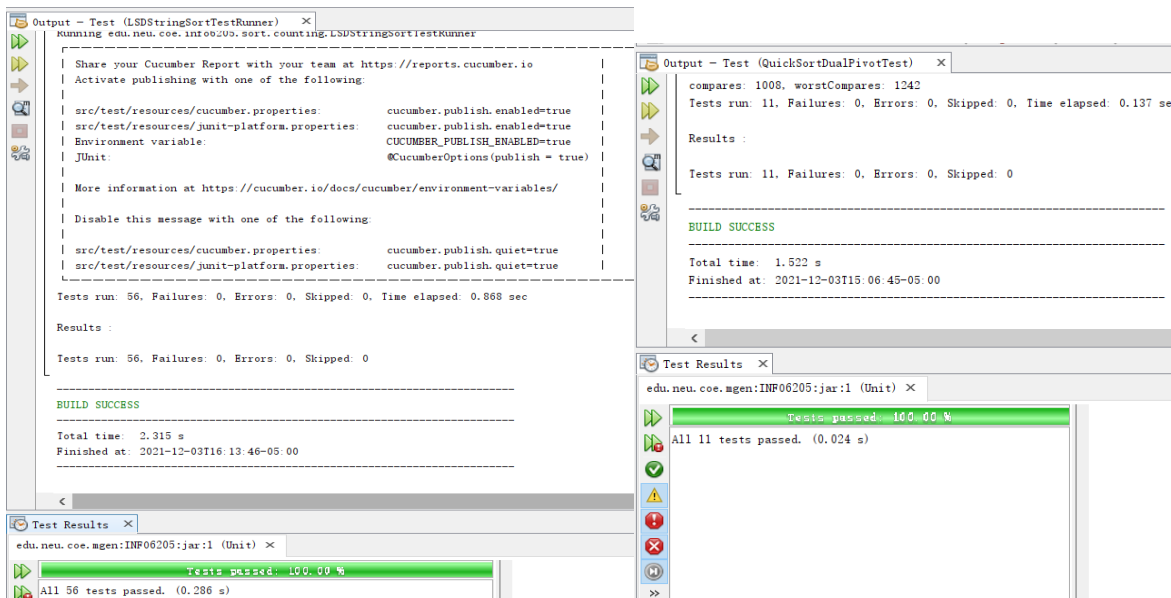 Output - Test (LSDStringSortTestRunner)
Running edu.neu.coe.info6205.sort.counting.LSDStringSortTestRunner
Share your Cucumber Report with your team at https://reports.cucumber.io
Activate publishing with one of the following:
src/test/resources/cucumber.properties: cucumber.publish.enabled=true
src/test/resources/junit-platform.properties: cucumber.publish.enabled=true
Environment variable: CUCUMBER_PUBLISH_ENABLED=true
JUnit: @CucumberOptions(publish = true)
More information at https://cucumber.io/docs/cucumber/environment-variables/
Disable this message with one of the following:
src/test/resources/cucumber.properties: cucumber.publish.quiet=true
src/test/resources/junit-platform.properties: cucumber.publish.quiet=true
Tests run: 56, Failures: 0, Errors: 0, Skipped: 0, Time elapsed: 0.868 sec
Results :
Tests run: 56, Failures: 0, Errors: 0, Skipped: 0
BUILD SUCCESS
Total time: 2.315 s
Finished at: 2021-12-03T16:13:46-05:00
Test Results
edu.neu.coe.mgen:INFO6205:jar:1 (Unit)
Tests passed: 100.00 %
All 56 tests passed. (0.286 s)
Output - Test (QuickSortDualPivotTest)
compares: 1008, worstCompares: 1242
Tests run: 11, Failures: 0, Errors: 0, Skipped: 0, Time elapsed: 0.137 se
Results :
Tests run: 11, Failures: 0, Errors: 0, Skipped: 0
BUILD SUCCESS
Total time: 1.522 s
Finished at: 2021-12-03T15:06:45-05:00
Test Results
edu.neu.coe.mgen:INFO6205:jar:1 (Unit)
Tests passed: 100.00 %
All 11 tests passed. (0.024 s)